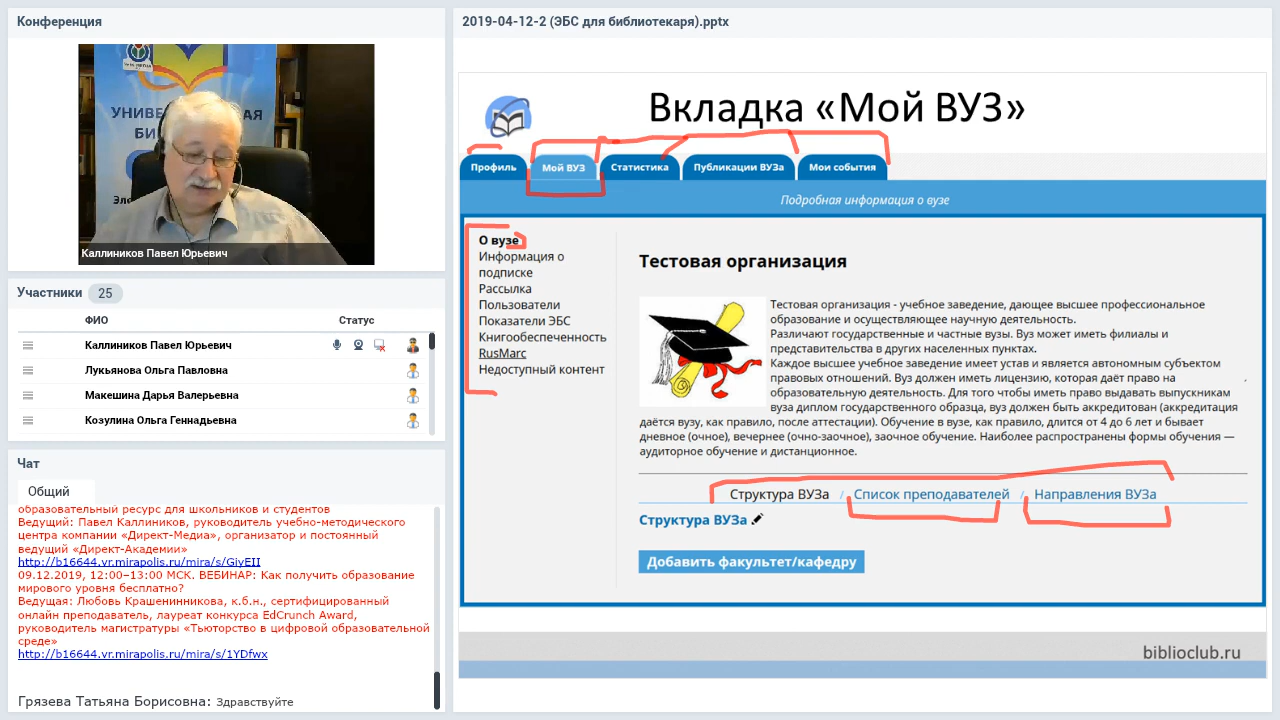 Конференция
УНИВЕ
Эле
Каллиников Павел Юрьевич
Участники 25
ФИО Статус
Каллиников Павел Юрьевич
Лукьянова Ольга Павловна
Макешина Дарья Валерьевна
Козулина Ольга Геннадьевна
Чат
Общий
образовательный ресурс для школьников и студентов
Ведущий: Павел Каллиников, руководитель учебно-методического
центра компании «Директ-Медиа», организатор и постоянный
ведущий «Директ-Академии»
http://b16644.vr.mirapolis.ru/mira/s/GiyEII
09.12.2019, 12:00–13:00 МСК. ВЕБИНАР: Как получить образование
мирового уровня бесплатно?
Ведущая: Любовь Крашенинникова, к.б.н., сертифицированный
онлайн преподаватель, лауреат конкурса EdCrunch Award,
руководитель магистратуры «Тьюторство в цифровой образовательной
среде»
http://b16644.vr.mirapolis.ru/mira/s/1YDfwx
Грязева Татьяна Борисовна: Здравствуйте
2019-04-12-2 (ЭБС для библиотекаря).pptx
Вкладка «Мой ВУЗ»
Профиль Мой ВУЗ Статистика Публикации ВУЗа Мои события
Подробная информация о вузе
О вузе
Информация о
подписке
Рассылка
Пользователи
Показатели ЭБС
Книгообеспеченность
RusMarc
Недоступный контент
Тестовая организация
Тестовая организация - учебное заведение, дающее высшее профессиональное
образование и осуществляющее научную деятельность.
Различают государственные и частные вузы. Вуз может иметь филиалы и
представительства в других населенных пунктах.
Каждое высшее учебное заведение имеет устав и является автономным субъектом
правовых отношений. Вуз должен иметь лицензию, которая даёт право на
образовательную деятельность. Для того чтобы иметь право выдавать выпускникам
вуза диплом государственного образца, вуз должен быть аккредитован (аккредитация
даётся вузу, как правило, после аттестации). Обучение в вузе, как правило, длится от 4 до 6 лет и бывает
дневное (очное), вечернее (очно-заочное), заочное обучение. Наиболее распространены формы обучения —
аудиторное обучение и дистанционное.
Структура ВУЗа / Список преподавателей / Направления ВУЗа
Структура ВУЗа
Добавить факультет/кафедру
biblioclub.ru